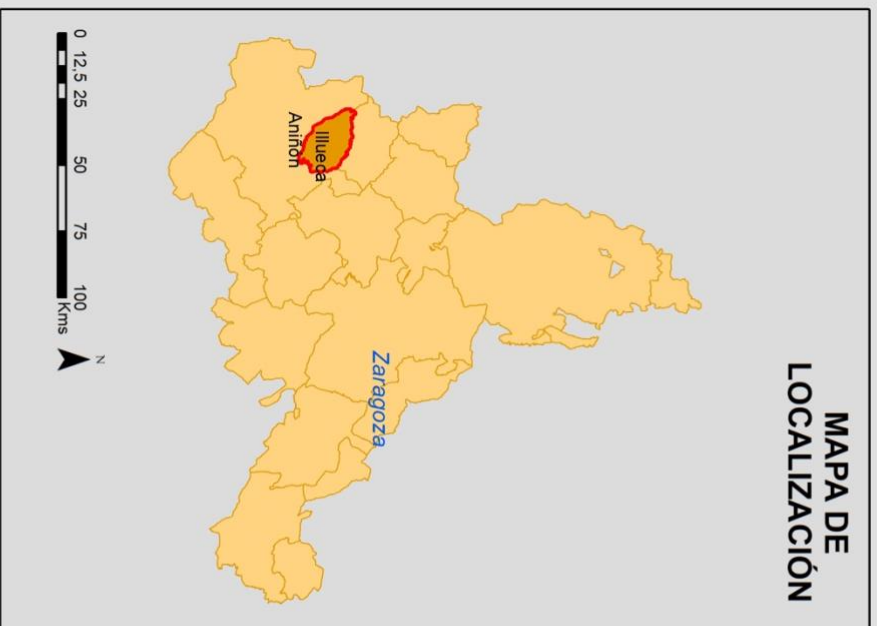 MAPA DE
LOCALIZACIÓN
Zaragoza
Illueca
Aniñón
0 12,5 25 50 75 100
Kms
N